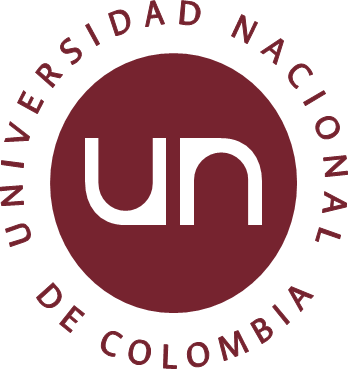 UNIVERSIDAD NACIONAL
un
DE COLOMBIA